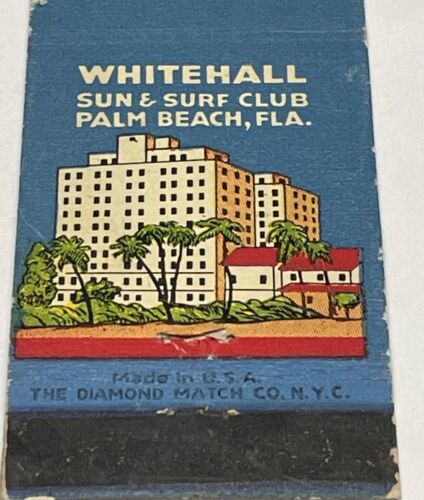 WHITEHALL
SUN & SURF CLUB
PALM BEACH, FLA.
Made in U.S.A.
THE DIAMOND MATCH CO. N.Y.C.